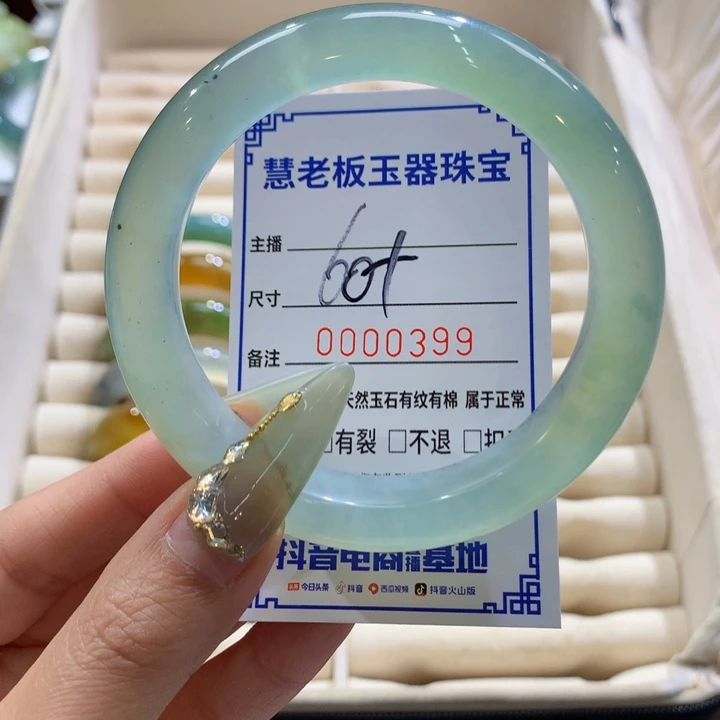 慧老板玉器珠宝
主播
尺寸 60+
备注 0000399
天然玉石有纹有棉 属于正常
□有裂 □不退 □
抖音电商直播基地
今日头条 抖音 西瓜视频 抖音火山版